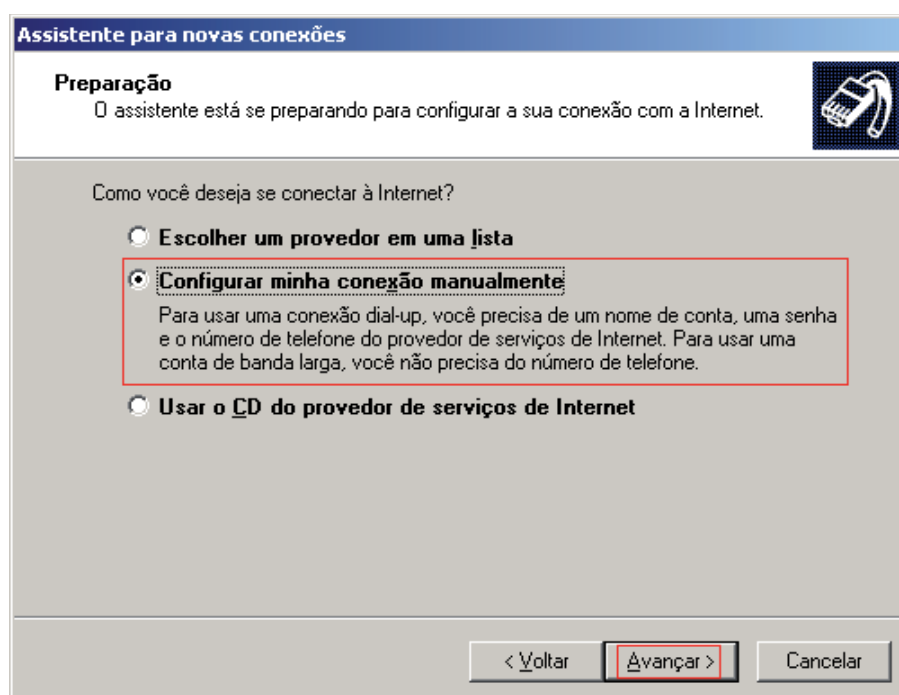 Assistente para novas conexões
Preparação
O assistente está se preparando para configurar a sua conexão com a Internet.
Como você deseja se conectar à Internet?
Escolher um provedor em uma lista
Configurar minha conexão manualmente
Para usar uma conexão dial-up, você precisa de um nome de conta, uma senha
e o número de telefone do provedor de serviços de Internet. Para usar uma
conta de banda larga, você não precisa do número de telefone.
Usar o CD do provedor de serviços de Internet
< Voltar
Avançar >
Cancelar